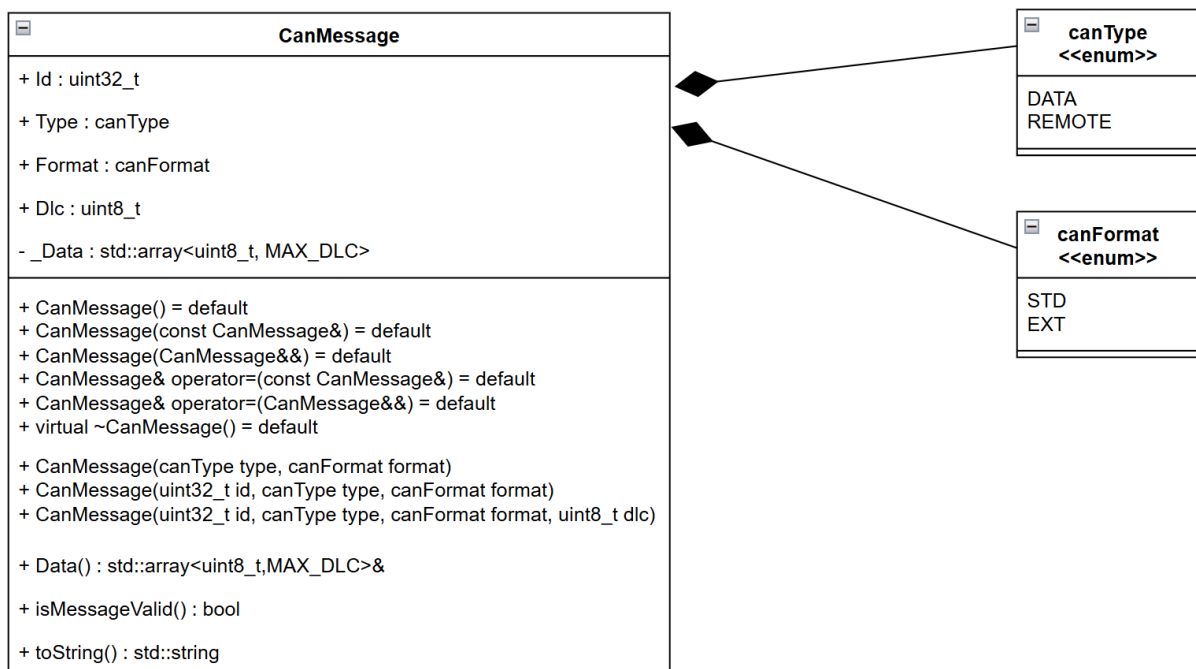 CanMessage
+ Id : uint32_t
+ Type : canType
+ Format : canFormat
+ Dlc : uint8_t
- _Data : std::array<uint8_t, MAX_DLC>
+ CanMessage() = default
+ CanMessage(const CanMessage&) = default
+ CanMessage(CanMessage&&) = default
+ CanMessage& operator=(const CanMessage&) = default
+ CanMessage& operator=(CanMessage&&) = default
+ virtual ~CanMessage() = default
+ CanMessage(canType type, canFormat format)
+ CanMessage(uint32_t id, canType type, canFormat format)
+ CanMessage(uint32_t id, canType type, canFormat format, uint8_t dlc)
+ Data() : std::array<uint8_t,MAX_DLC>&
+ isMessageValid() : bool
+ toString() : std::string
canType
<<enum>>
DATA
REMOTE
canFormat
<<enum>>
STD
EXT